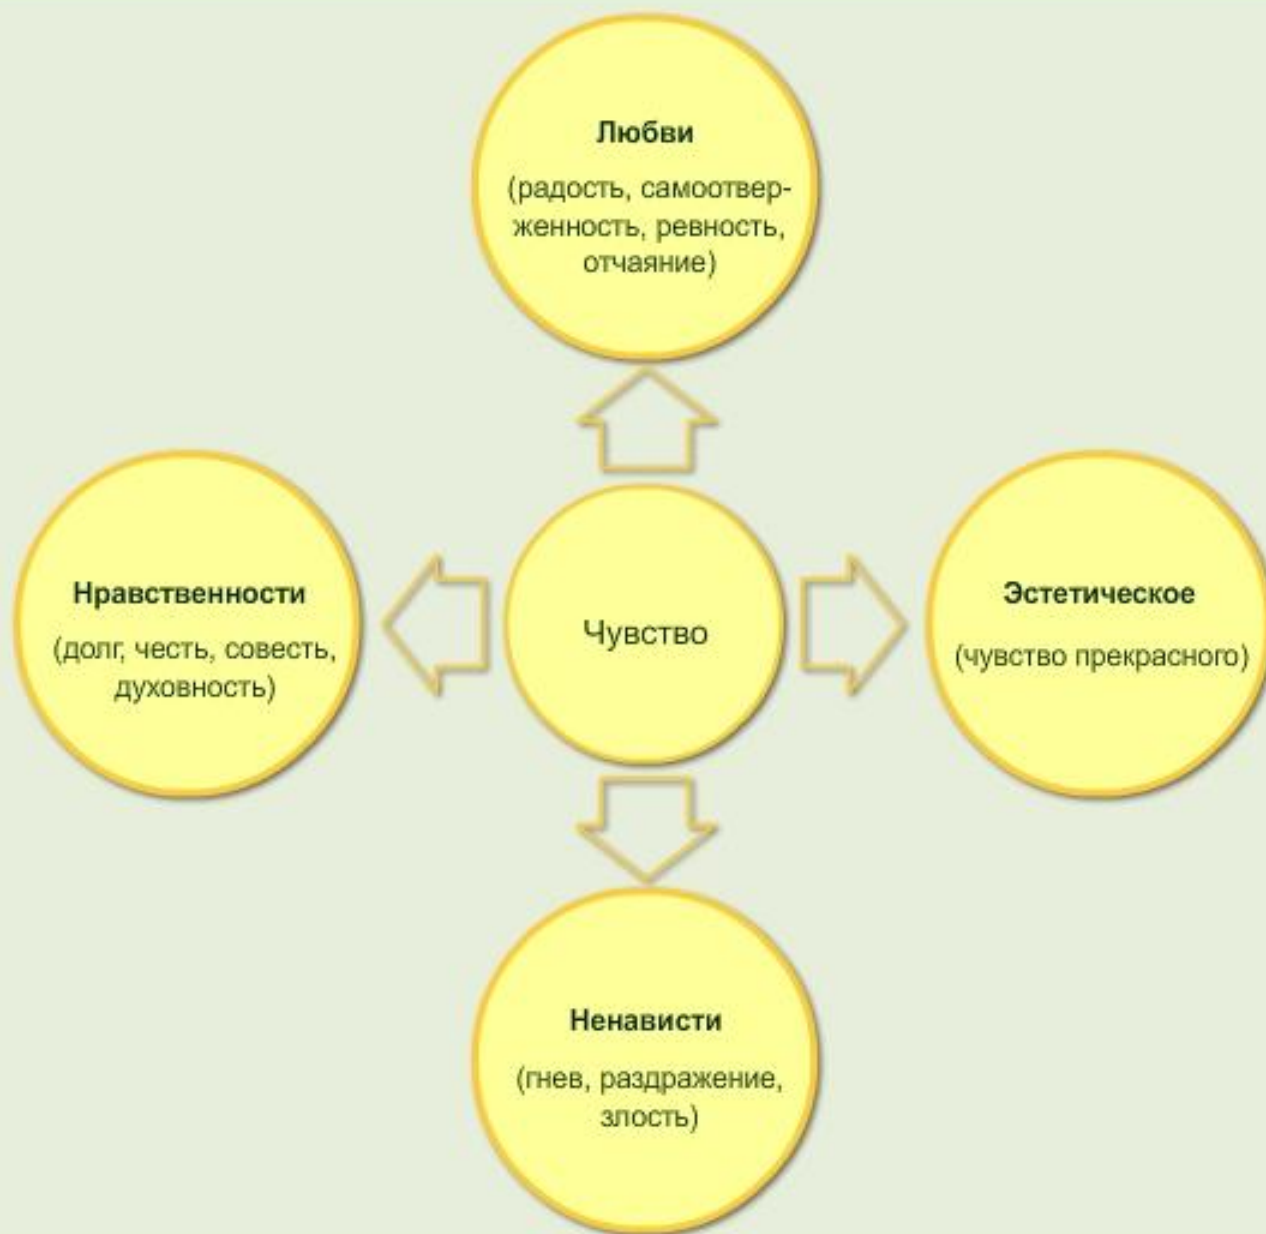 Любви
(радость, самоотвер-
женность, ревность,
отчаяние)
Нравственности
(долг, честь, совесть,
духовность)
Чувство
Эстетическое
(чувство прекрасного)
Ненависти
(гнев, раздражение,
злость)